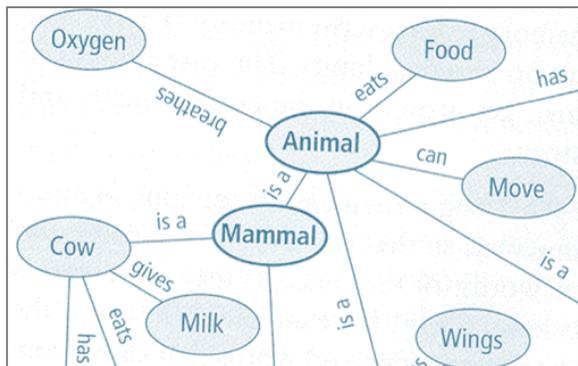 Oxygen
Food
eats
has
breathes
Animal
can
Move
is a
is a
Cow
Mammal
is a
gives
Milk
is a
eats
has
Wings